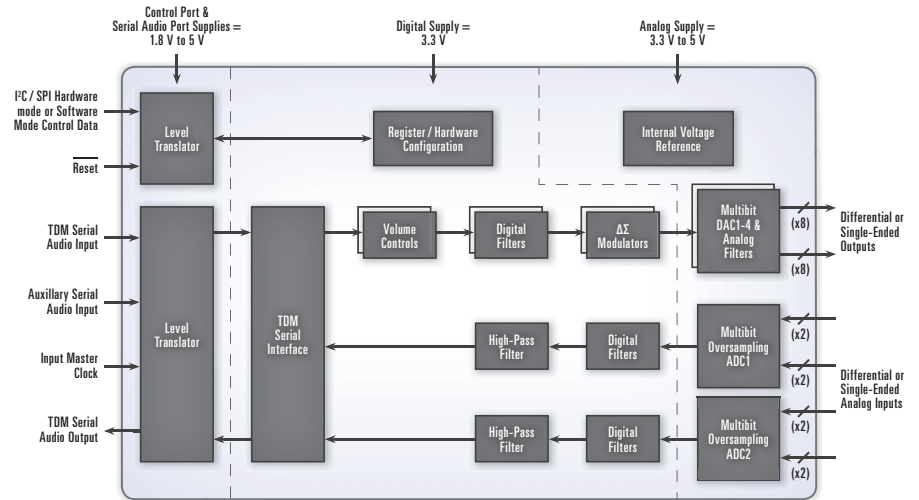 Control Port &
Serial Audio Port Supplies =
1.8 V to 5 V
Digital Supply =
3.3 V
Analog Supply =
3.3 V to 5 V
I²C / SPI Hardware
mode or Software
Mode Control Data
Reset
Level
Translator
Register / Hardware
Configuration
Internal Voltage
Reference
TDM Serial
Audio Input
Auxillary Serial
Audio Input
Input Master
Clock
TDM Serial
Audio Output
Level
Translator
TDM
Serial
Interface
Volume
Controls
Digital
Filters
ΔΣ
Modulators
Multibit
DAC1-4 &
Analog
Filters
(x8)
(x8)
Differential or
Single-Ended
Outputs
High-Pass
Filter
Digital
Filters
Multibit
Oversampling
ADC1
(x2)
(x2)
High-Pass
Filter
Digital
Filters
Multibit
Oversampling
ADC2
(x2)
(x2)
Differential or
Single-Ended
Analog Inputs